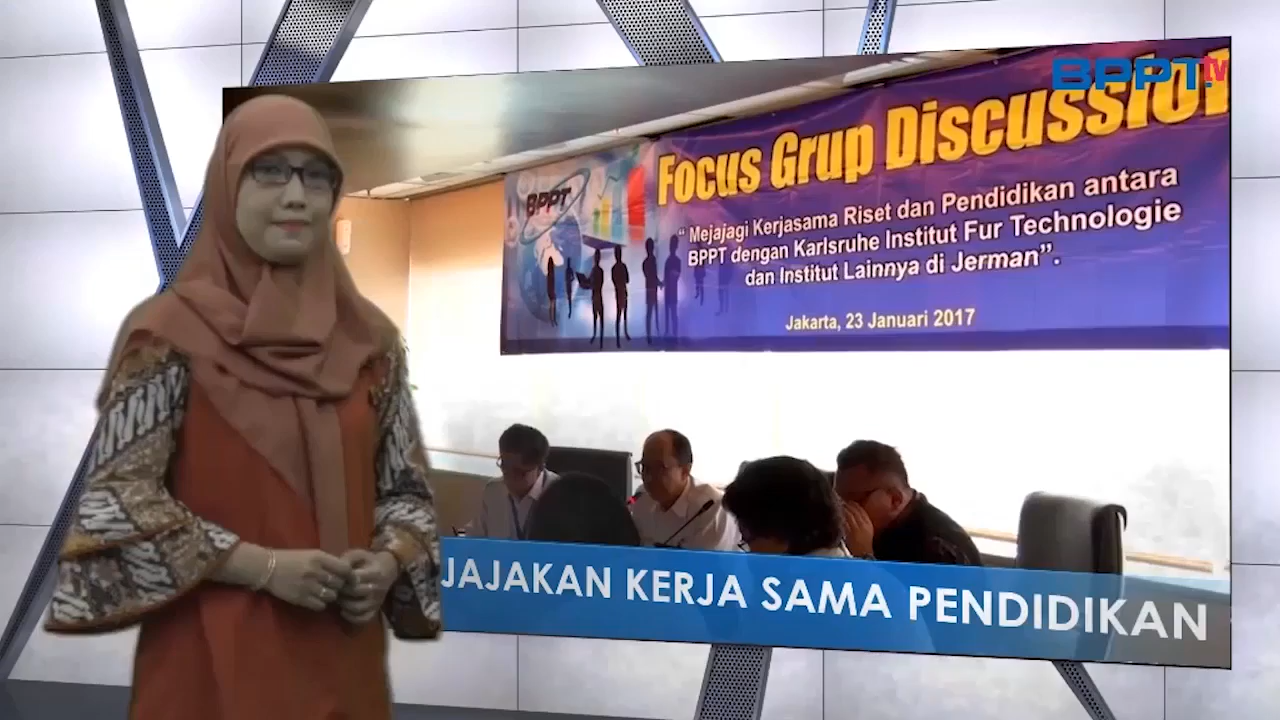 BPPT.TV
Focus Grup Discussion
BPPT
“ Mejajagi Kerjasama Riset dan Pendidikan antara
BPPT dengan Karlsruhe Institut Fur Technologie
dan Institut Lainnya di Jerman”.
Jakarta, 23 Januari 2017
JAJAKAN KERJA SAMA PENDIDIKAN